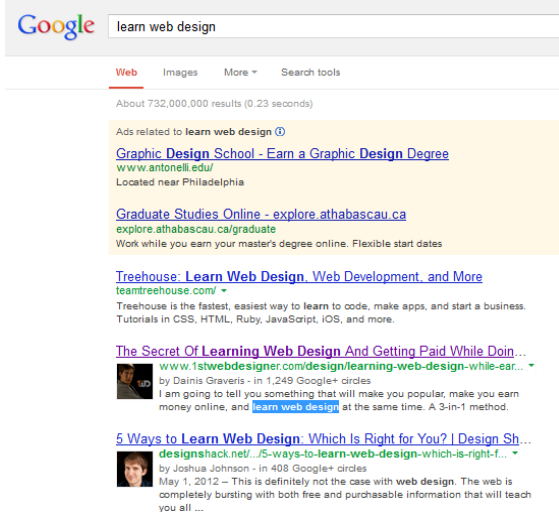 Google learn web design
Web Images More Search tools
About 732,000,000 results (0.23 seconds)
Ads related to learn web design
Graphic Design School - Earn a Graphic Design Degree
www.antonelli.edu/
Located near Philadelphia
Graduate Studies Online - explore.athabascau.ca
explore.athabascau.ca/graduate
Work while you earn your master's degree online. Flexible start dates
Treehouse: Learn Web Design, Web Development, and More
teamtreehouse.com/
Treehouse is the fastest, easiest way to learn to code, make apps, and start a business.
Tutorials in CSS, HTML, Ruby, JavaScript, iOS, and more.
The Secret Of Learning Web Design And Getting Paid While Doin...
www.1stwebdesigner.com/design/learning-web-design-while-ear...
by Dainis Graveris - in 1,249 Google+ circles
I am going to tell you something that will make you popular, make you earn
money online, and learn web design at the same time. A 3-in-1 method.
5 Ways to Learn Web Design: Which Is Right for You? | Design Sh...
designshack.net/.../5-ways-to-learn-web-design-which-is-right-f...
by Joshua Johnson - in 408 Google+ circles
May 1, 2012 – This is definitely not the case with web design. The web is
completely bursting with both free and purchasable information that will teach
you all ...